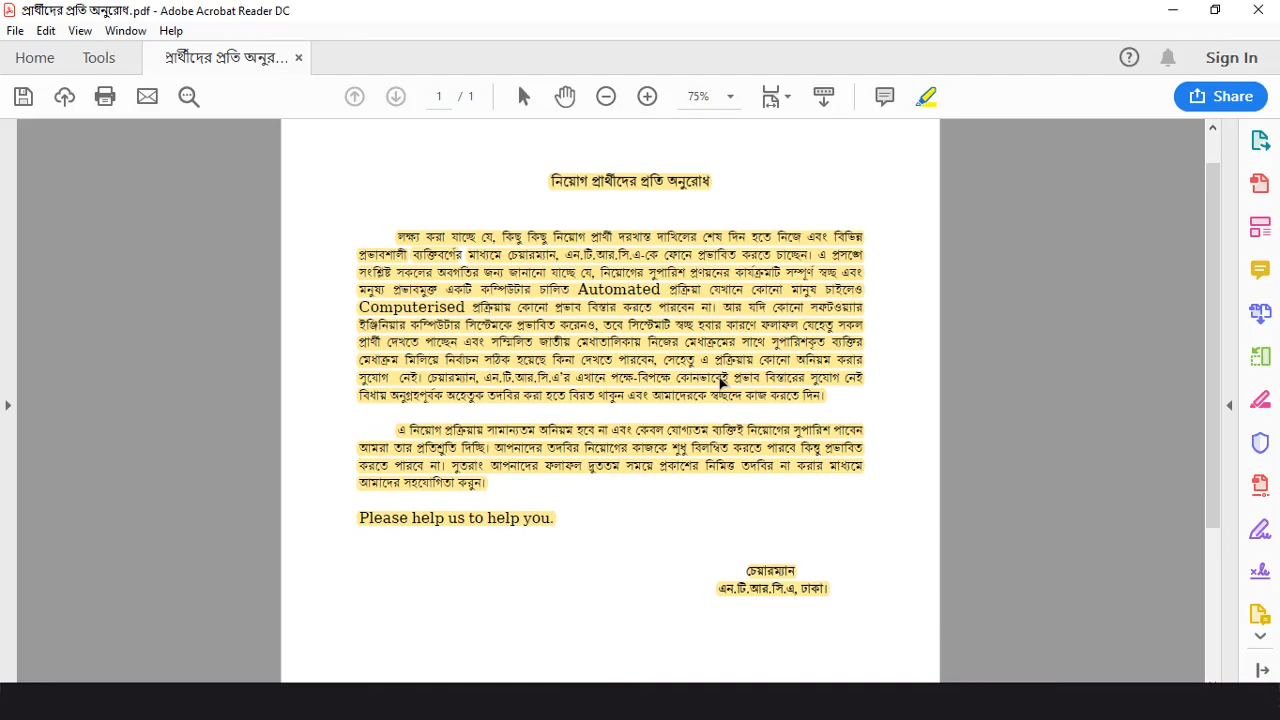 প্রার্থীদের প্রতি অনুরোধ.pdf - Adobe Acrobat Reader DC
File Edit View Window Help
Home Tools প্রার্থীদের প্রতি অনুর... × Sign In
1 / 1 75% Share
নিয়োগ প্রার্থীদের প্রতি অনুরোধ
লক্ষ্য করা যাচ্ছে যে, কিছু কিছু নিয়োগ প্রার্থী দরখাস্ত দাখিলের শেষ দিন হতে নিজে এবং বিভিন্ন
প্রভাবশালী ব্যক্তিবর্গের মাধ্যমে চেয়ারম্যান, এন.টি.আর.সি.এ-কে ফোনে প্রভাবিত করতে চাচ্ছেন। এ প্রসঙ্গে
সংশ্লিষ্ট সকলের অবগতির জন্য জানানো যাচ্ছে যে, নিয়োগের সুপারিশ প্রণয়নের কার্যক্রমটি সম্পূর্ণ স্বচ্ছ এবং
মনুষ্য প্রভাবমুক্ত একটি কম্পিউটার চালিত Automated প্রক্রিয়া যেখানে কোনো মানুষ চাইলেও
Computerised প্রক্রিয়ায় কোনো প্রভাব বিস্তার করতে পারবেন না। আর যদি কোনো সফটওয়্যার
ইঞ্জিনিয়ার কম্পিউটার সিস্টেমকে প্রভাবিত করেনও, তবে সিস্টেমটি স্বচ্ছ হবার কারণে ফলাফল যেহেতু সকল
প্রার্থী দেখতে পাচ্ছেন এবং সম্মিলিত জাতীয় মেধাতালিকায় নিজের মেধাক্রমের সাথে সুপারিশকৃত ব্যক্তির
মেধাক্রম মিলিয়ে নির্বাচন সঠিক হয়েছে কিনা দেখতে পারবেন, সেহেতু এ প্রক্রিয়ায় কোনো অনিয়ম করার
সুযোগ নেই। চেয়ারম্যান, এন.টি.আর.সি.এ'র এখানে পক্ষে-বিপক্ষে কোনভাবেই প্রভাব বিস্তারের সুযোগ নেই
বিধায় অনুগ্রহপূর্বক অহেতুক তদবির করা হতে বিরত থাকুন এবং আমাদেরকে স্বচ্ছন্দে কাজ করতে দিন।
এ নিয়োগ প্রক্রিয়ায় সামান্যতম অনিয়ম হবে না এবং কেবল যোগ্যতম ব্যক্তিই নিয়োগের সুপারিশ পাবেন
আমরা তার প্রতিশ্রুতি দিচ্ছি। আপনাদের তদবির নিয়োগের কাজকে শুধু বিলম্বিত করতে পারবে কিন্তু প্রভাবিত
করতে পারবে না। সুতরাং আপনাদের ফলাফল দ্রুততম সময়ে প্রকাশের নিমিত্ত তদবির না করার মাধ্যমে
আমাদের সহযোগিতা করুন।
Please help us to help you.
চেয়ারম্যান
এন.টি.আর.সি.এ, ঢাকা।